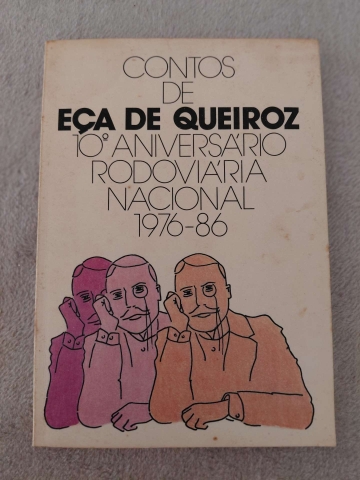 CONTOS
DE
EÇA DE QUEIROZ
10º ANIVERSÁRIO
RODOVIÁRIA
NACIONAL
1976-86